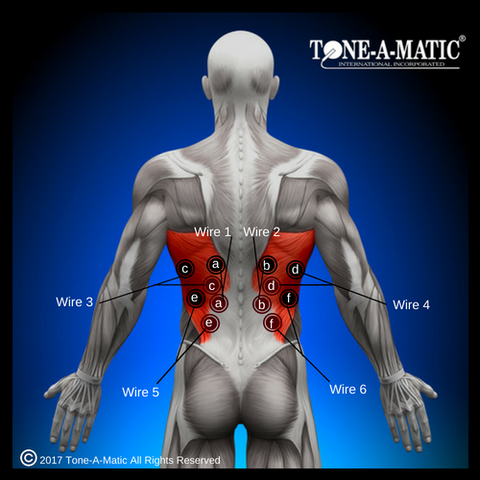 TONE-A-MATIC®
INTERNATIONAL INCORPORATED
Wire 1 Wire 2
c a b d
c d
e a b f
e f
Wire 3 Wire 4
Wire 5 Wire 6
© 2017 Tone-A-Matic All Rights Reserved